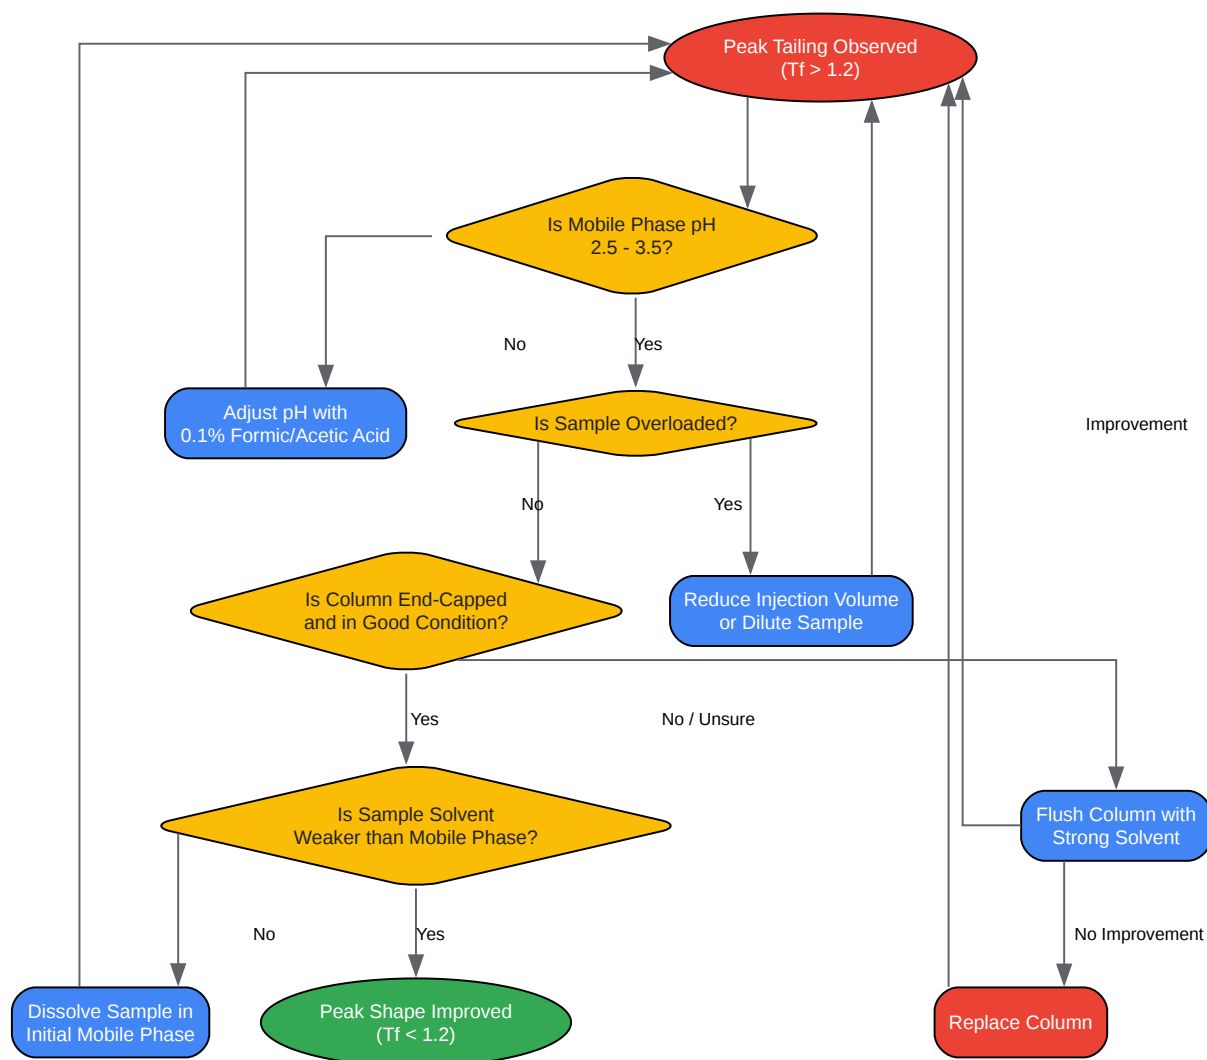 Peak Tailing Observed
(Tf > 1.2)
Is Mobile Phase pH
2.5 - 3.5?
No
Yes
Adjust pH with
0.1% Formic/Acetic Acid
Is Sample Overloaded?
Improvement
No
Yes
Is Column End-Capped
and in Good Condition?
Reduce Injection Volume
or Dilute Sample
Yes
No / Unsure
Is Sample Solvent
Weaker than Mobile Phase?
Flush Column with
Strong Solvent
No
Yes
No Improvement
Dissolve Sample in
Initial Mobile Phase
Peak Shape Improved
(Tf < 1.2)
Replace Column